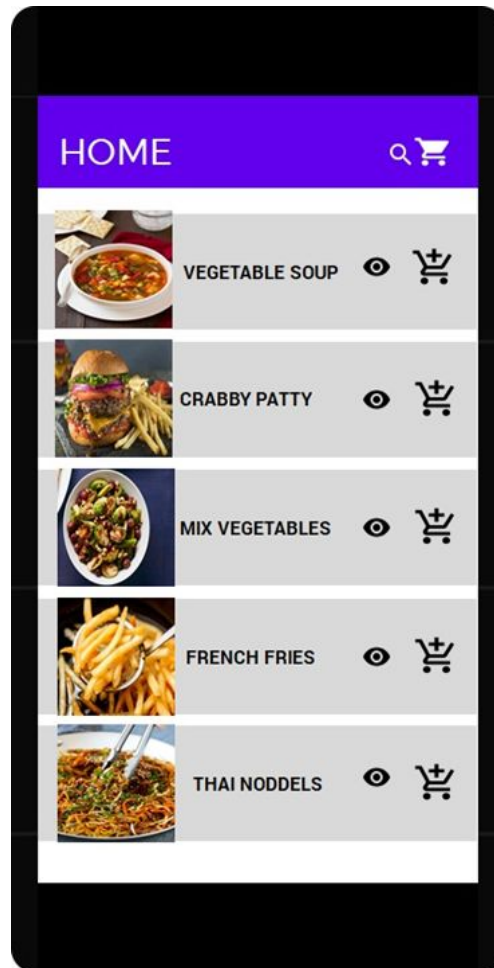 HOME
VEGETABLE SOUP
CRABBY PATTY
MIX VEGETABLES
FRENCH FRIES
THAI NODDELS